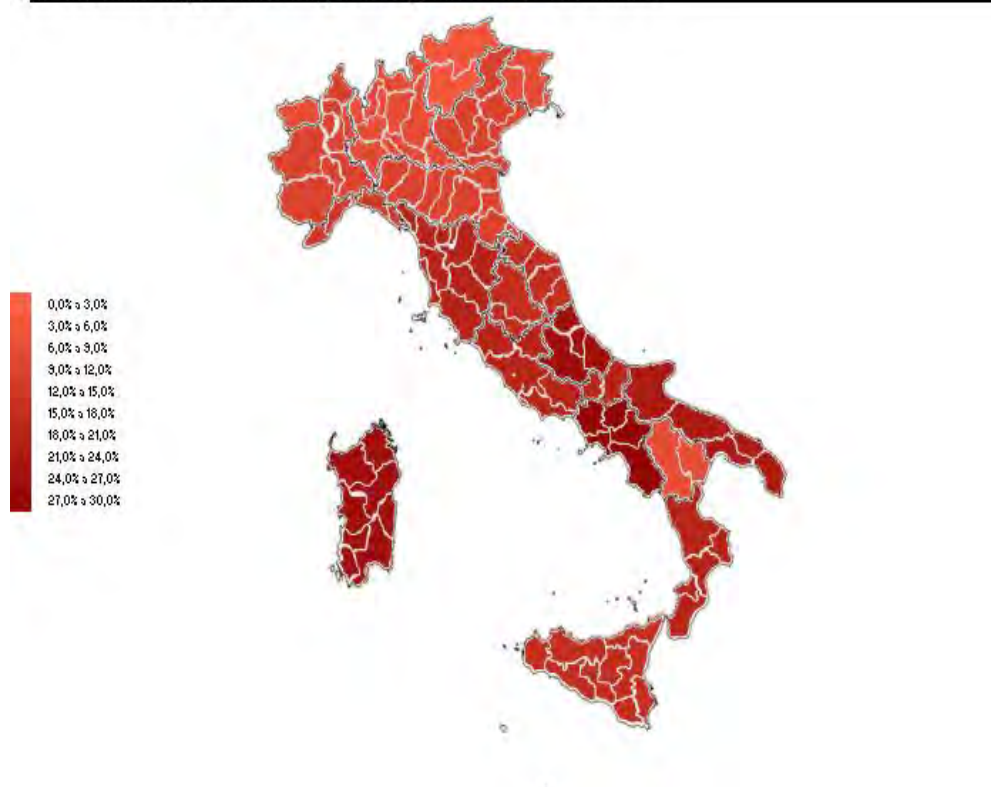 0,0% a 3,0%
3,0% a 6,0%
6,0% a 9,0%
9,0% a 12,0%
12,0% a 15,0%
15,0% a 18,0%
18,0% a 21,0%
21,0% a 24,0%
24,0% a 27,0%
27,0% a 30,0%